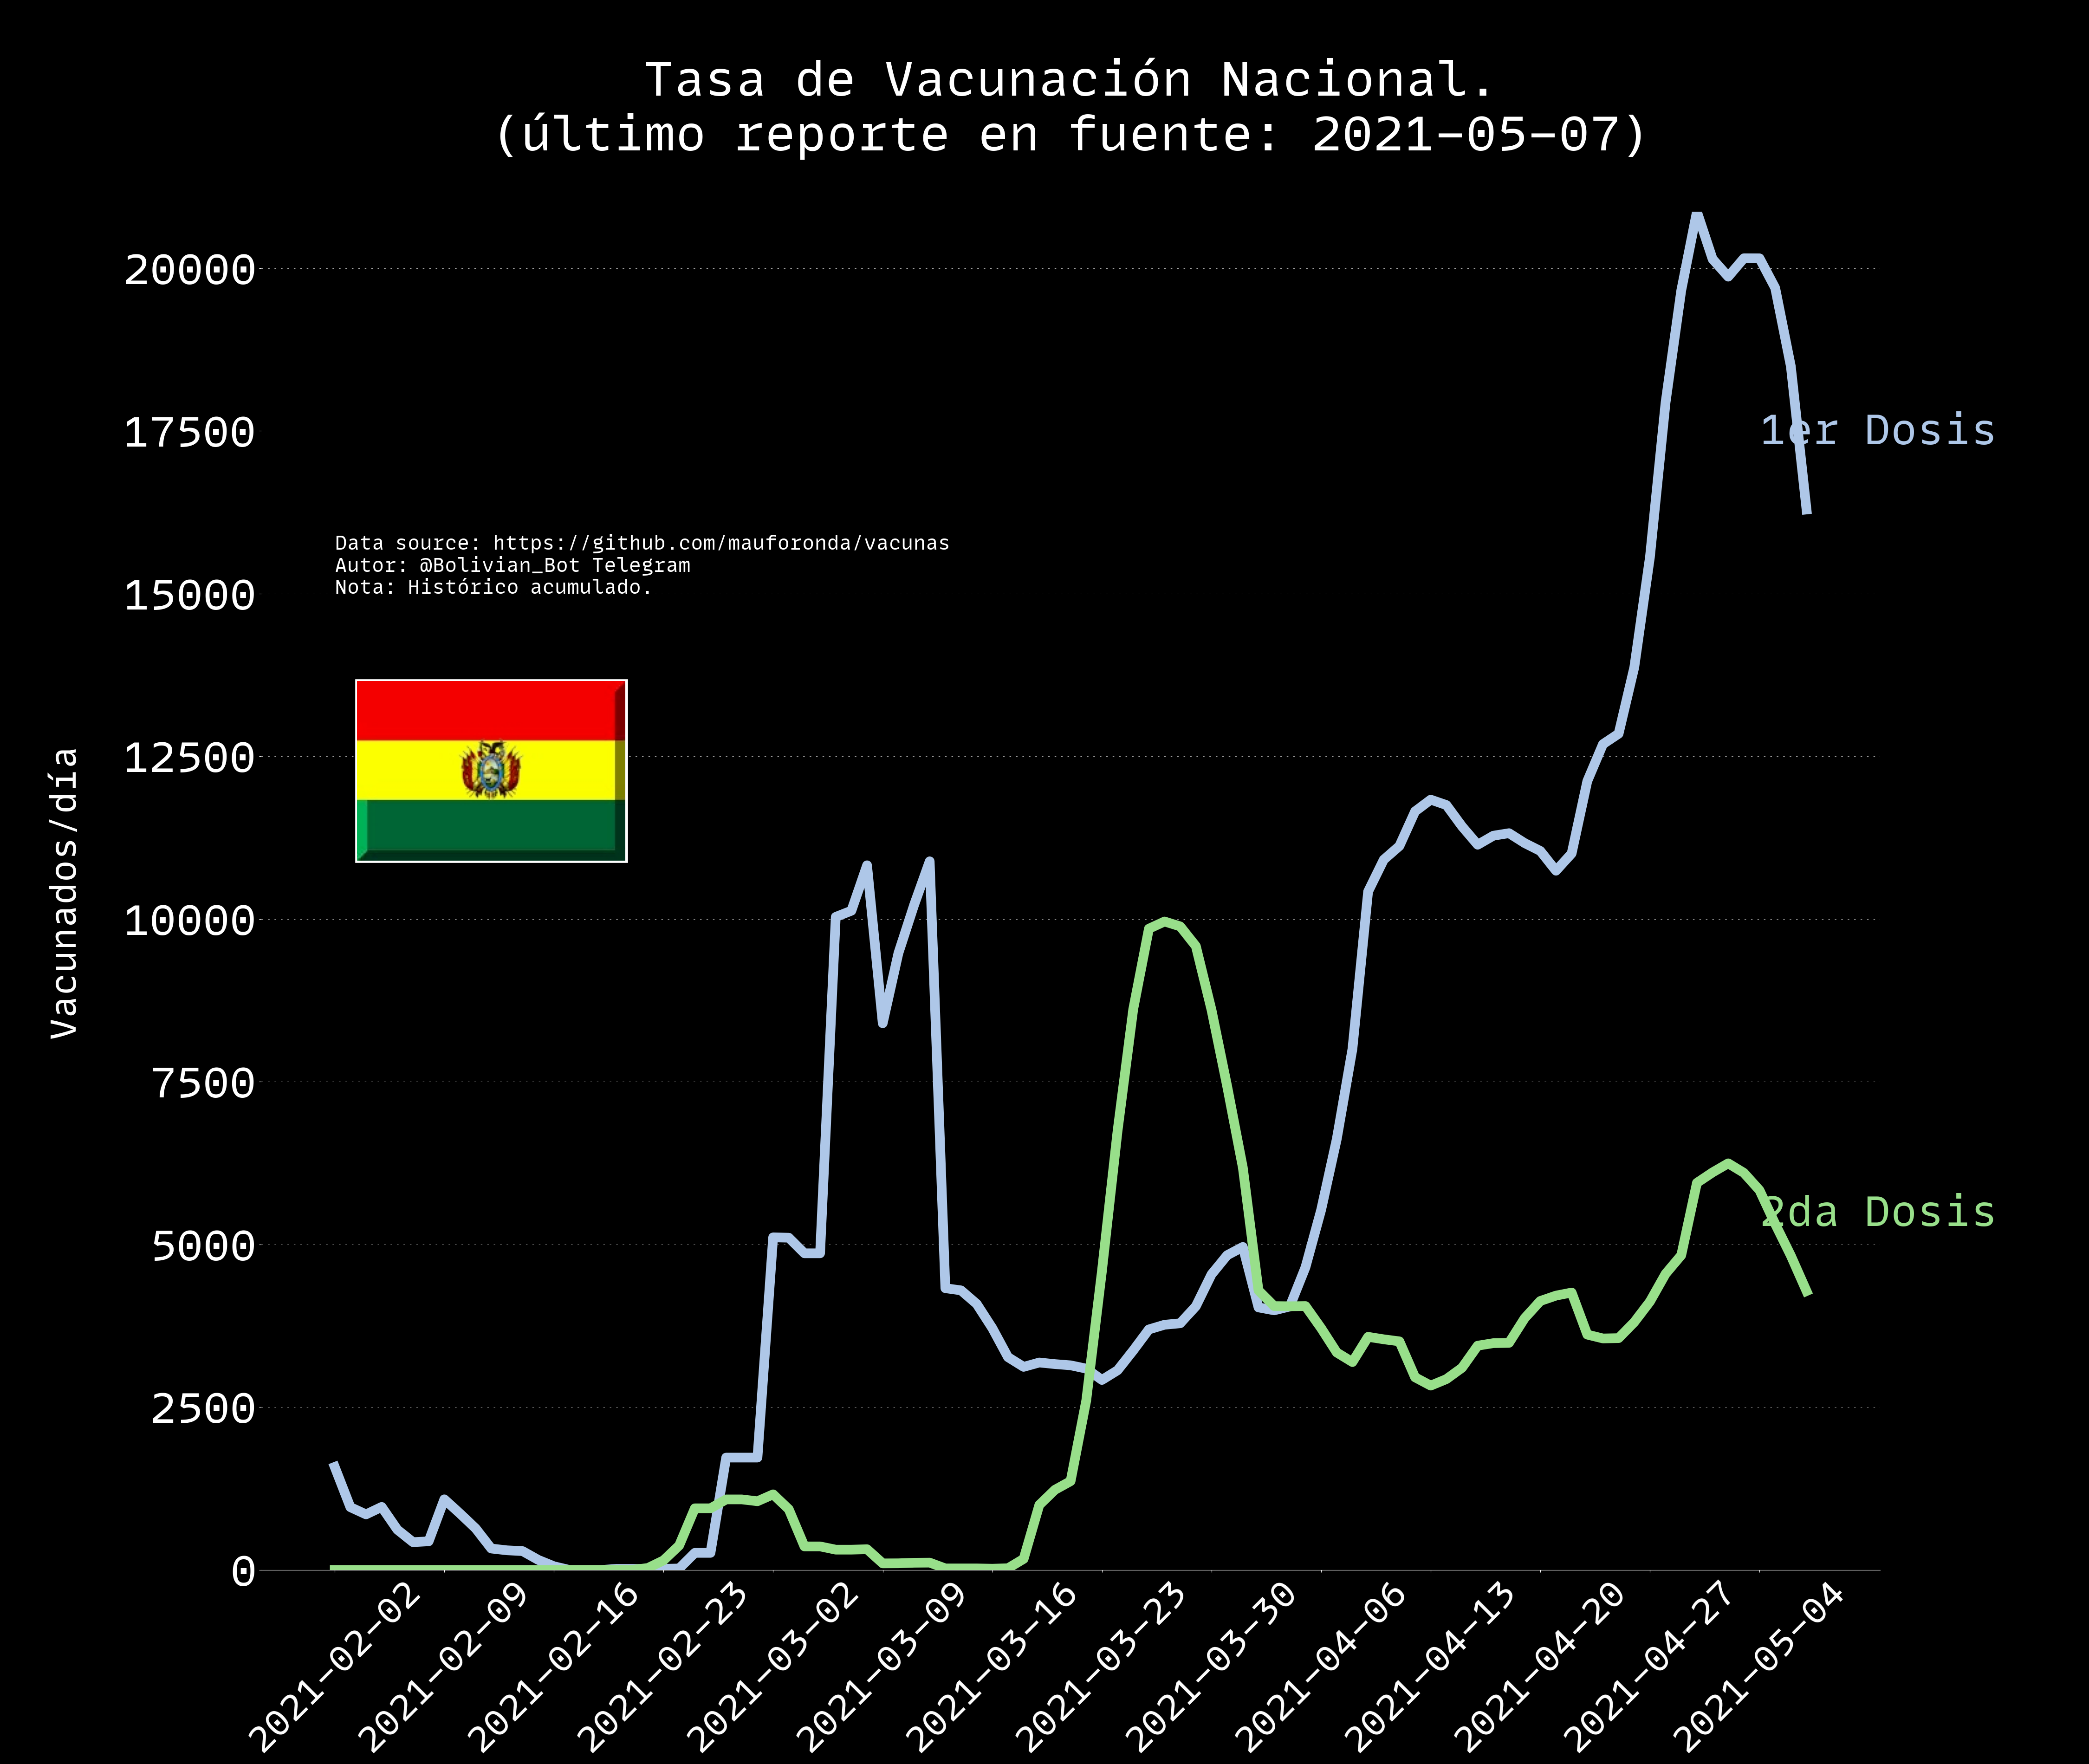 Tasa de Vacunación Nacional.
(último reporte en fuente: 2021-05-07)
20000
17500
1er Dosis
Data source: https://github.com/mauforonda/vacunas
Autor: @Bolivian_Bot Telegram
Nota: Histórico acumulado.
15000
12500
Vacunados/día
10000
7500
2da Dosis
5000
2500
0
2021-02-02
2021-02-09
2021-02-16
2021-02-23
2021-03-02
2021-03-09
2021-03-16
2021-03-23
2021-03-30
2021-04-06
2021-04-13
2021-04-20
2021-04-27
2021-05-04